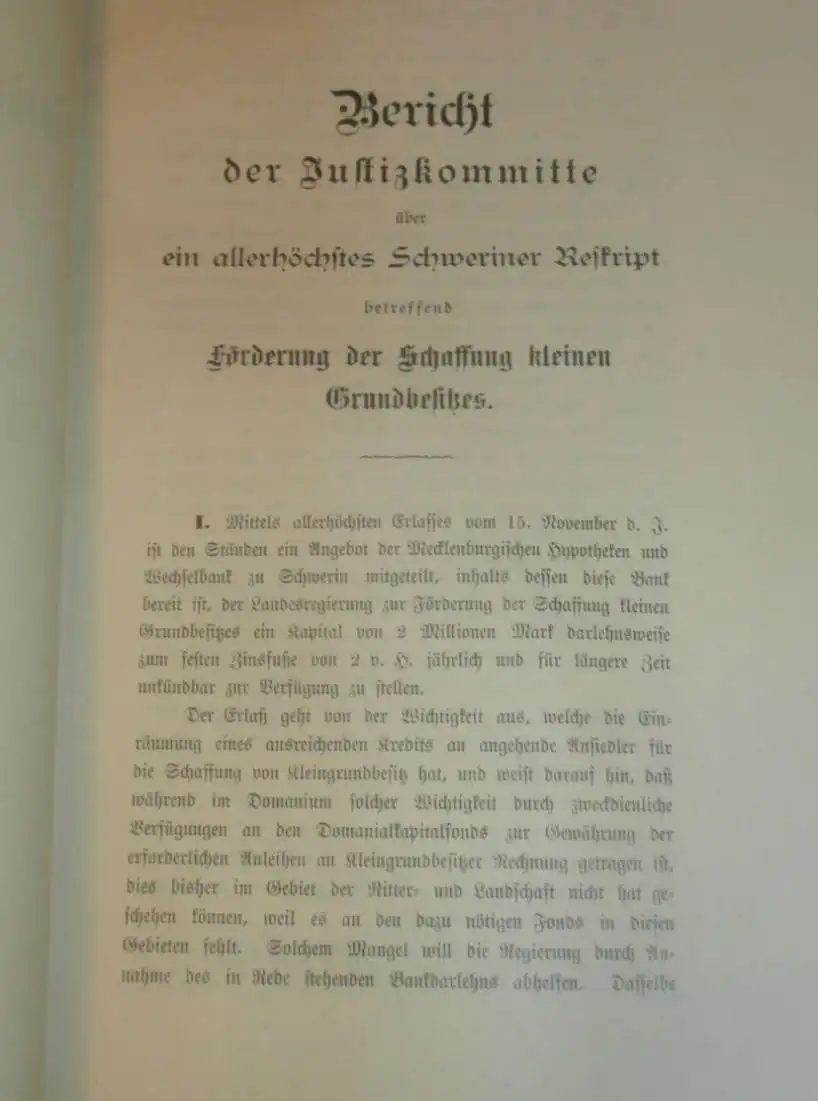 Bericht
der Justizkommitte
über
ein allerhöchstes Schweriner Reskript
betreffend
Förderung der Schaffung kleinen
Grundbesitzes.
I. Mittels allerhöchsten Erlasses vom 15. November d. J.
ist den Ständen ein Angebot der Mecklenburgischen Hypotheken und
Wechselbank zu Schwerin mitgeteilt, inhalts dessen diese Bank
bereit ist, der Landesregierung zur Förderung der Schaffung kleinen
Grundbesitzes ein Kapital von 2 Millionen Mark darlehnsweise
zum festen Zinsfuße von 2 v. H. jährlich und für längere Zeit
unkündbar zur Verfügung zu stellen.
Der Erlaß geht von der Wichtigkeit aus, welche die Ein-
räumung eines ausreichenden Kredits an angehende Ansiedler für
die Schaffung von Kleingrundbesitz hat, und weist darauf hin, daß
während im Domanium solcher Wichtigkeit durch zweckdienliche
Verfügungen an den Domanialkapitalfonds zur Gewährung der
erforderlichen Anleihen an Kleingrundbesitzer Rechnung getragen ist,
dies bisher im Gebiet der Ritter- und Landschaft nicht hat ge-
schehen können, weil es an den dazu nötigen Fonds in diesen
Gebieten fehlt. Solchem Mangel will die Regierung durch An-
nahme des in Rede stehenden Bankdarlehns abhelfen. Dasselbe